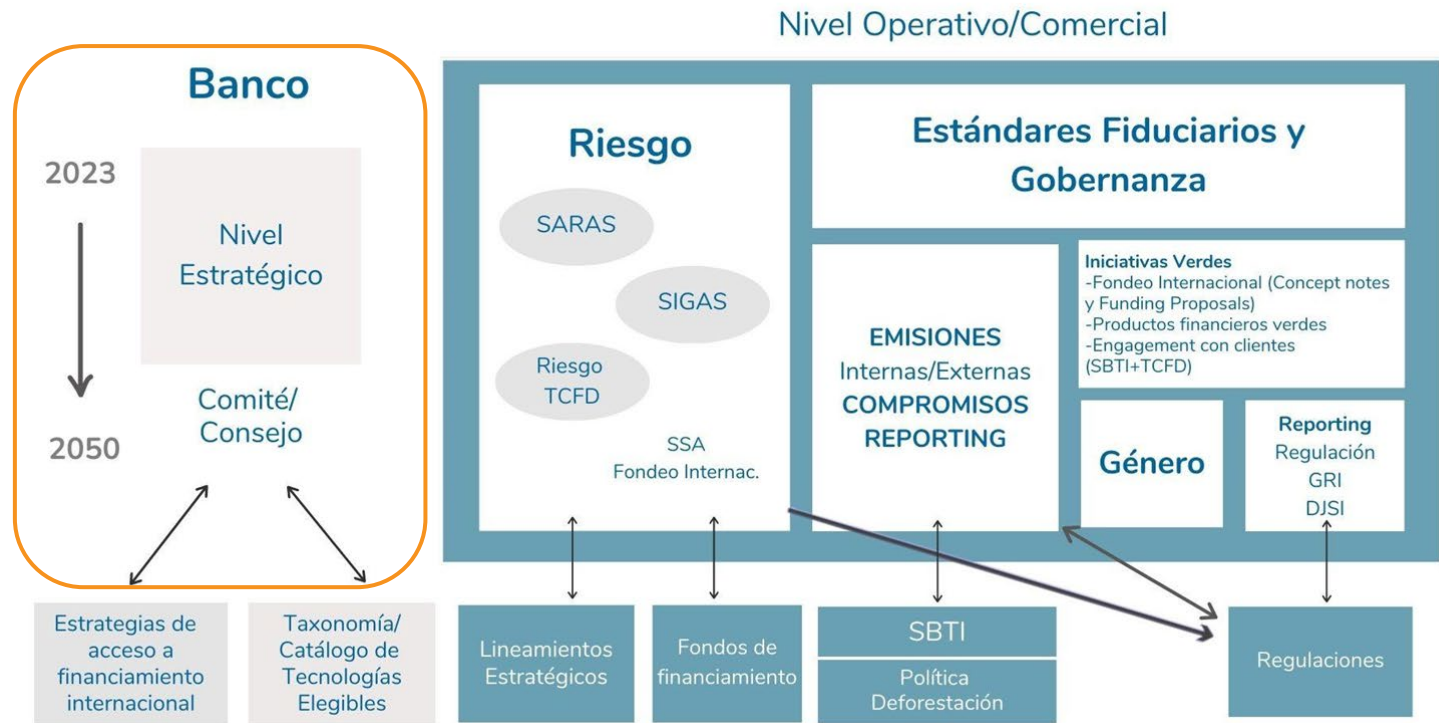 Nivel Operativo/Comercial
Banco
2023
2050
Nivel
Estratégico
Comité/
Consejo
Riesgo
SARAS
SIGAS
Riesgo
TCFD
SSA
Fondeo Internac.
Estándares Fiduciarios y
Gobernanza
EMISIONES
Internas/Externas
COMPROMISOS
REPORTING
Iniciativas Verdes
-Fondeo Internacional (Concept notes
y Funding Proposals)
-Productos financieros verdes
-Engagement con clientes
(SBTI+TCFD)
Género
Reporting
Regulación
GRI
DJSI
Estrategias de
acceso a
financiamiento
internacional
Taxonomía/
Catálogo de
Tecnologías
Elegibles
Lineamientos
Estratégicos
Fondos de
financiamiento
SBTI
Política
Deforestación
Regulaciones